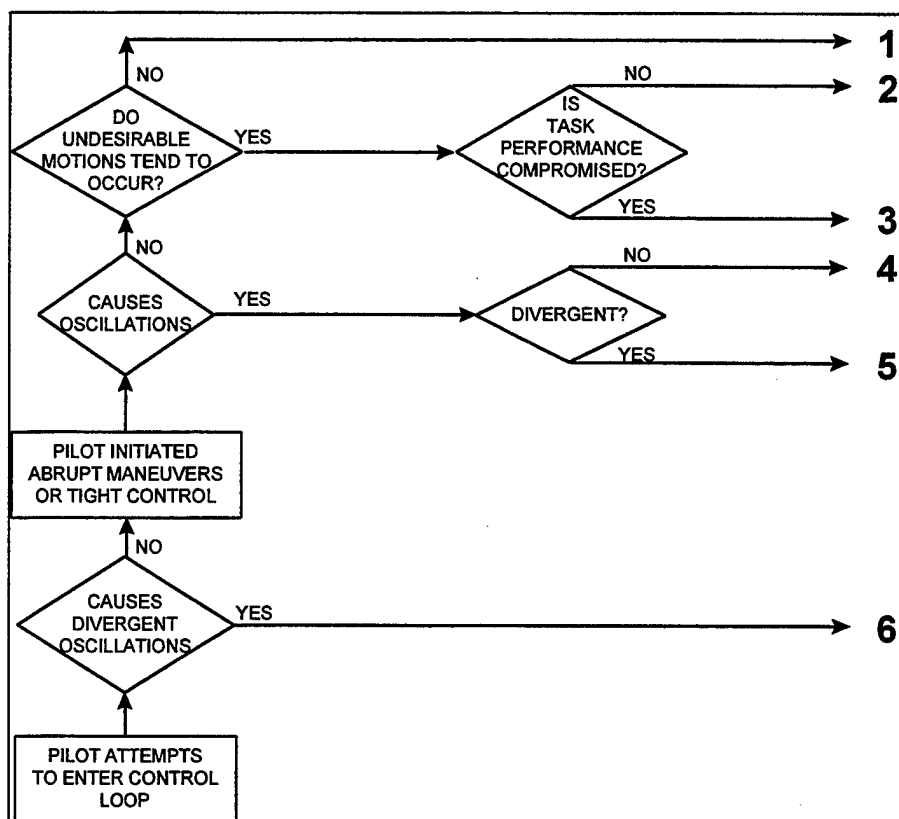 1
NO
NO
2
DO
UNDESIRABLE
MOTIONS TEND TO
OCCUR?
YES
IS
TASK
PERFORMANCE
COMPROMISED?
YES
3
NO
NO
4
CAUSES
OSCILLATIONS
YES
DIVERGENT?
YES
5
PILOT INITIATED
ABRUPT MANEUVERS
OR TIGHT CONTROL
NO
CAUSES
DIVERGENT
OSCILLATIONS
YES
6
PILOT ATTEMPTS
TO ENTER CONTROL
LOOP